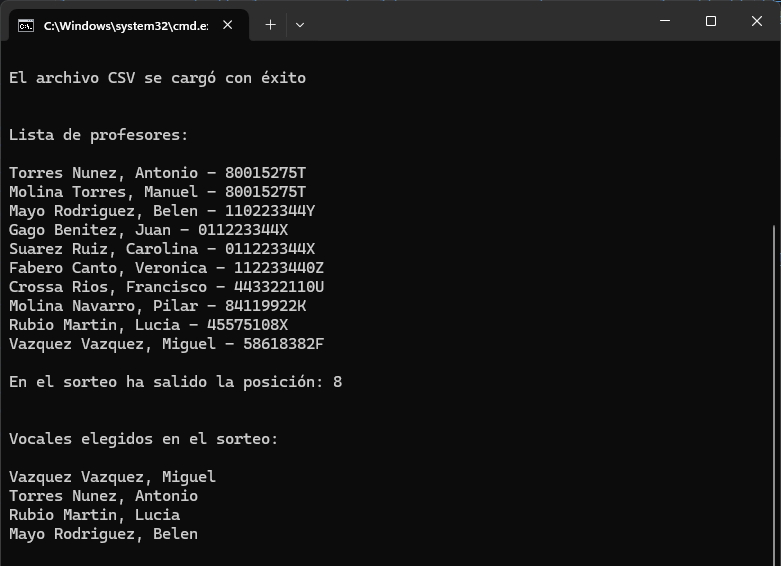 C:\Windows\system32\cmd.e
El archivo CSV se cargó con éxito
Lista de profesores:
Torres Nunez, Antonio - 80015275T
Molina Torres, Manuel - 80015275T
Mayo Rodriguez, Belen - 110223344Y
Gago Benitez, Juan - 011223344X
Suarez Ruiz, Carolina - 011223344X
Fabero Canto, Veronica - 112233440Z
Crossa Rios, Francisco - 443322110U
Molina Navarro, Pilar - 84119922K
Rubio Martin, Lucia - 45575108X
Vazquez Vazquez, Miguel - 58618382F
En el sorteo ha salido la posición: 8
Vocales elegidos en el sorteo:
Vazquez Vazquez, Miguel
Torres Nunez, Antonio
Rubio Martin, Lucia
Mayo Rodriguez, Belen